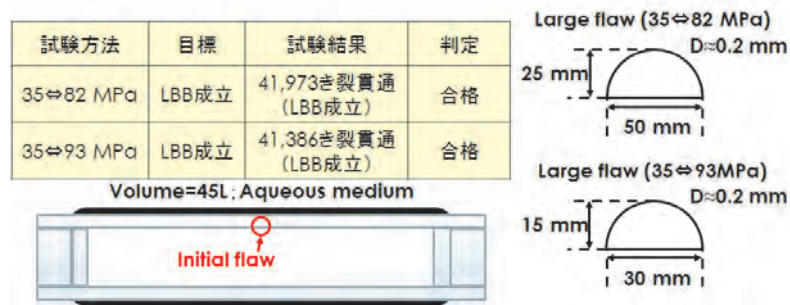 試験方法 目標 試験結果 判定
35⇔82 MPa LBB成立 41,973き裂貫通 (LBB成立) 合格
35⇔93 MPa LBB成立 41,386き裂貫通 (LBB成立) 合格
Volume=45L; Aqueous medium
Initial flaw
Large flaw (35⇔82 MPa)
D≈0.2 mm
25 mm
50 mm
Large flaw (35⇔93MPa)
D≈0.2 mm
15 mm
30 mm